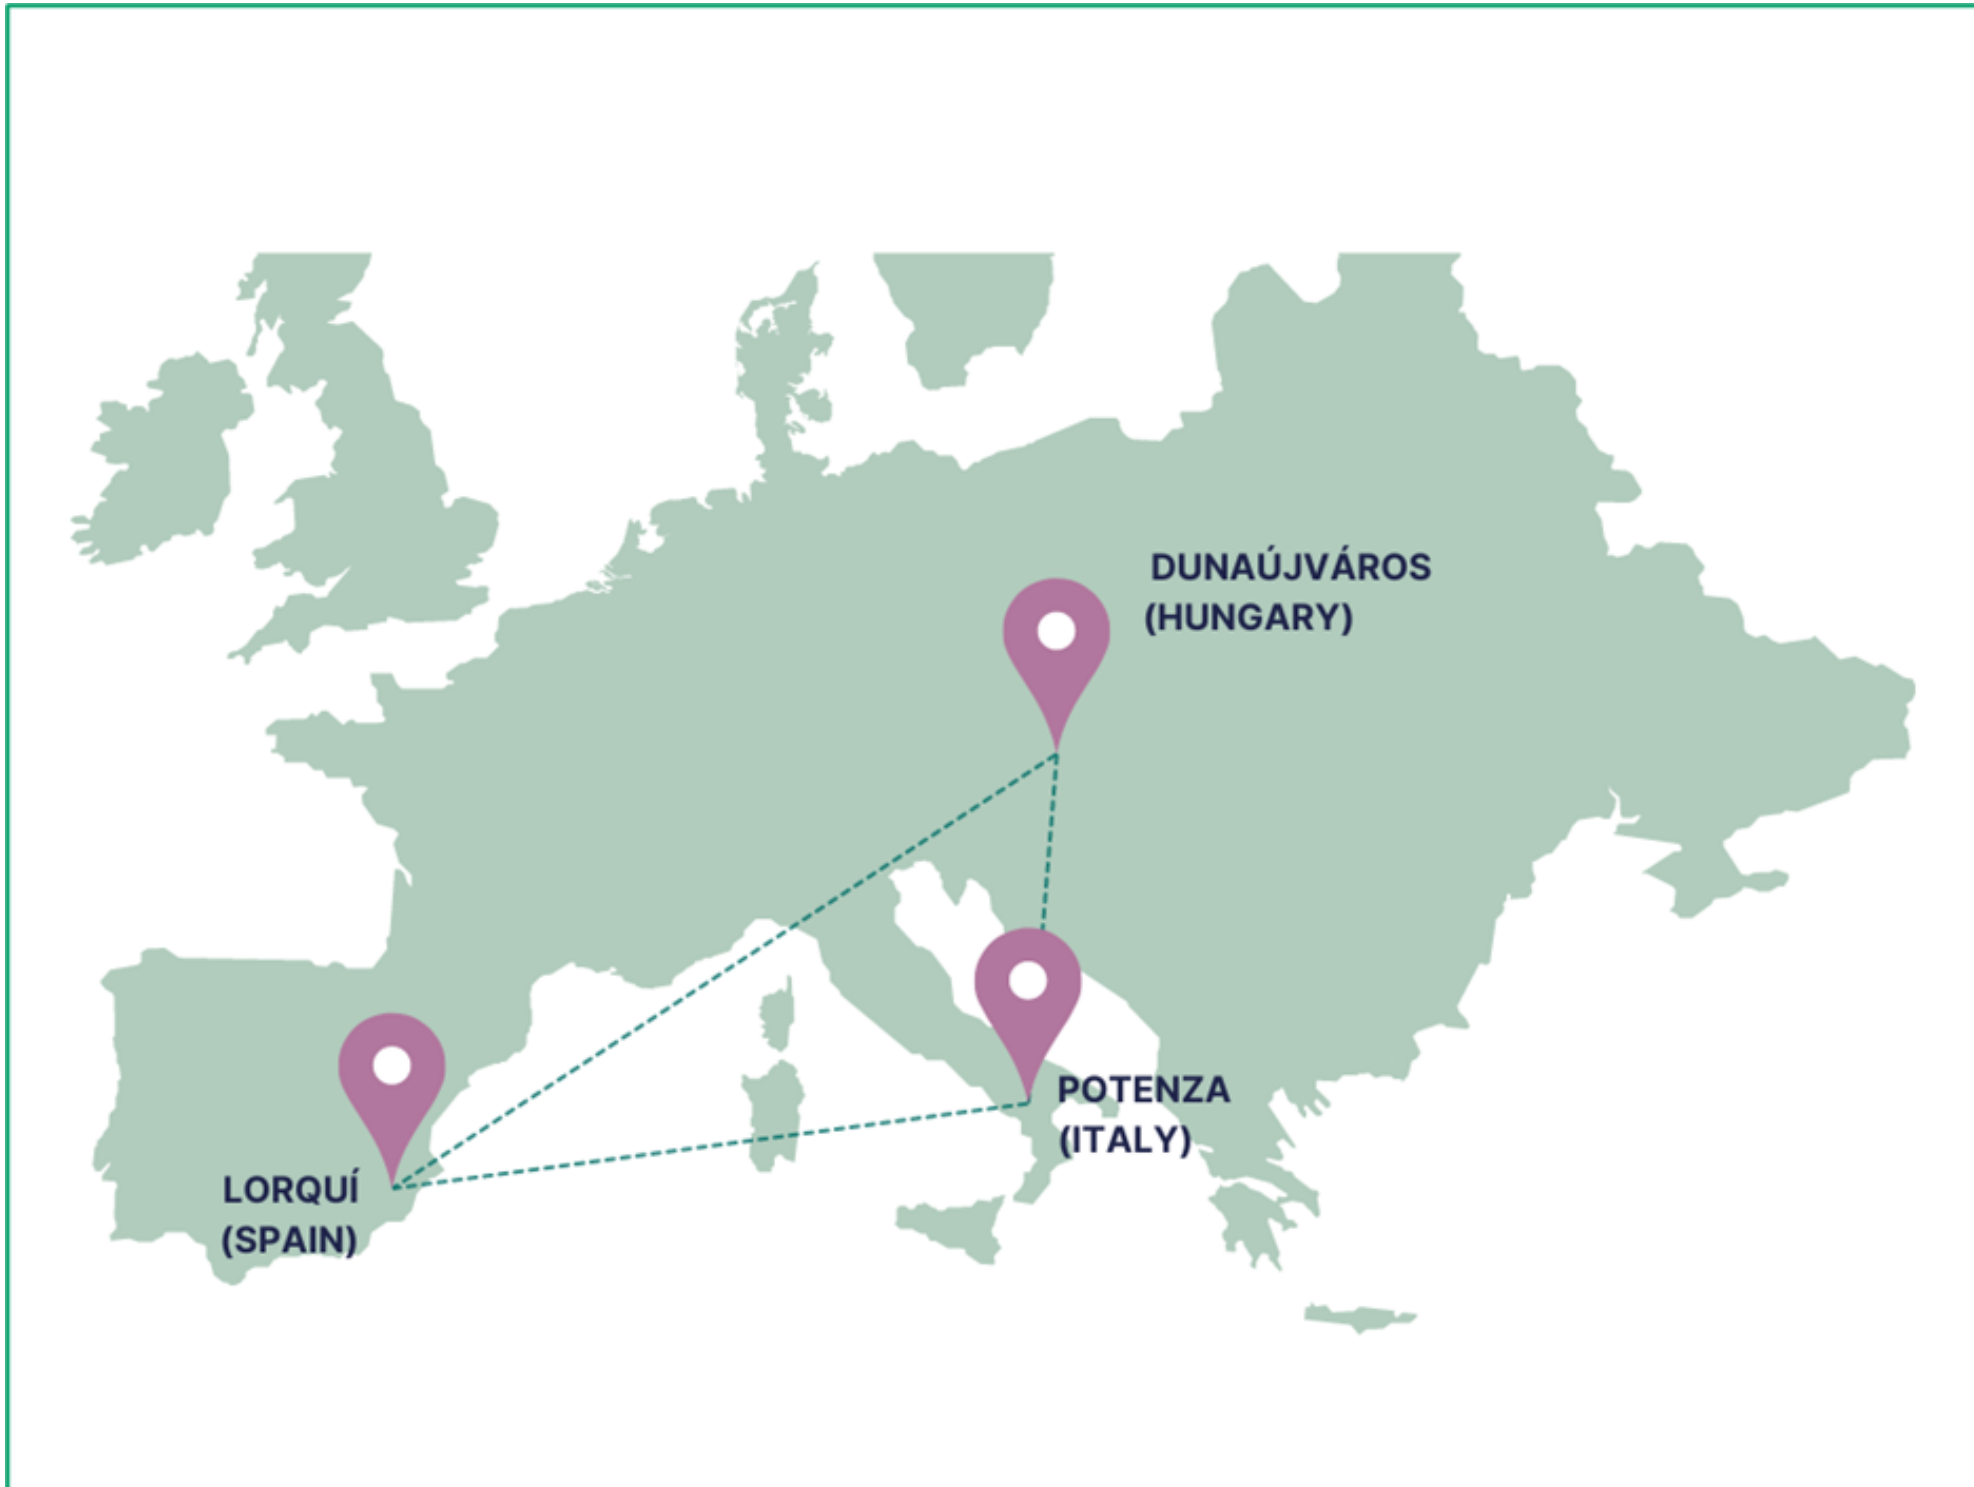 DUNAÚJVÁROS
(HUNGARY)
POTENZA
(ITALY)
LORQUÍ
(SPAIN)